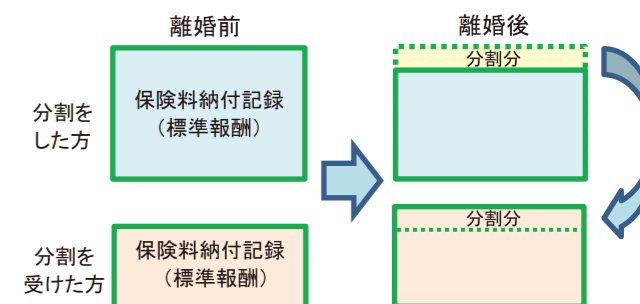 離婚前
離婚後
分割を
した方
保険料納付記録
（標準報酬）
分割分
分割を
受けた方
保険料納付記録
（標準報酬）
分割分